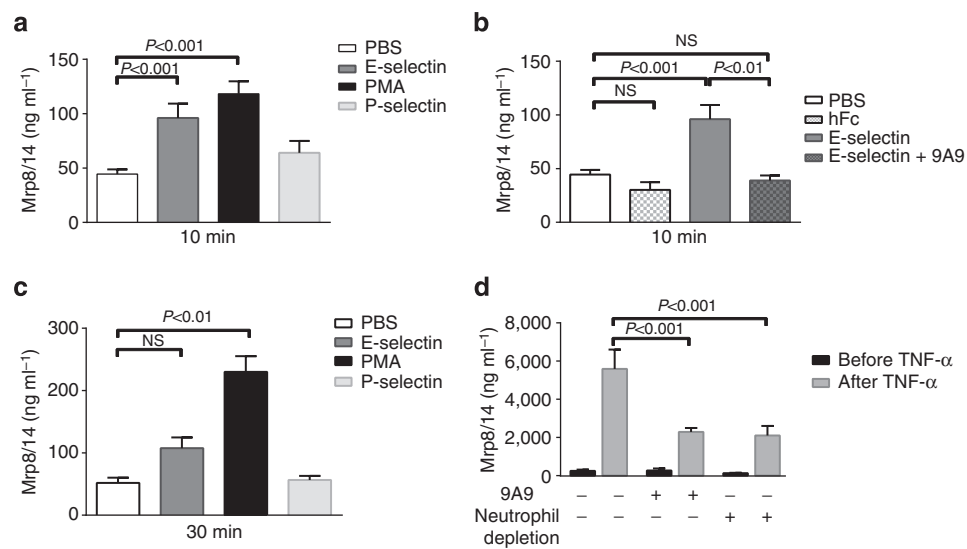 a
P<0.001
P<0.001
150
100
50
0
Mrp8/14 (ng ml⁻¹)
10 min
PBS
E-selectin
PMA
P-selectin
b
NS
P<0.001
P<0.01
NS
150
100
50
0
Mrp8/14 (ng ml⁻¹)
10 min
PBS
hFc
E-selectin
E-selectin + 9A9
c
P<0.01
NS
300
200
100
0
Mrp8/14 (ng ml⁻¹)
30 min
PBS
E-selectin
PMA
P-selectin
d
P<0.001
P<0.001
8,000
6,000
4,000
2,000
0
Mrp8/14 (ng ml⁻¹)
Before TNF-α
After TNF-α
9A9 – – + + – –
Neutrophil depletion – – – – + +